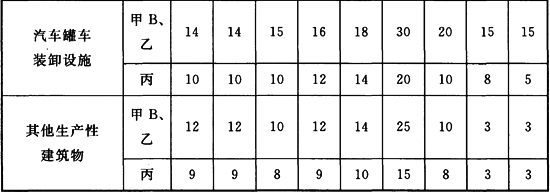 汽车罐车
装卸设施
甲 B、
乙
14 14 15 16 18 30 20 15 15
丙 10 10 10 12 14 20 10 8 5
其他生产性
建筑物
甲 B、
乙
12 12 10 12 14 25 10 3 3
丙 9 9 8 9 10 15 8 3 3